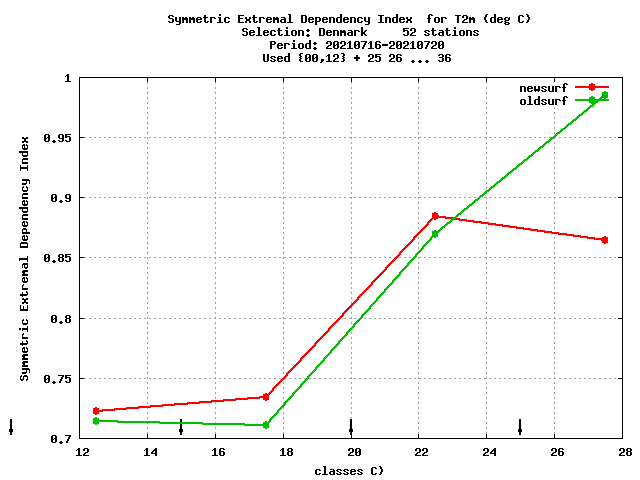 Symmetric Extremal Dependency Index  for T2m (deg C)
Selection: Denmark     52 stations
Period: 20210716-20210720
Used {00,12} + 25 26 ... 36
newsurf
oldsurf
Symmetric Extremal Dependency Index
1
0,95
0,9
0,85
0,8
0,75
0,7
12 14 16 18 20 22 24 26 28
classes C)